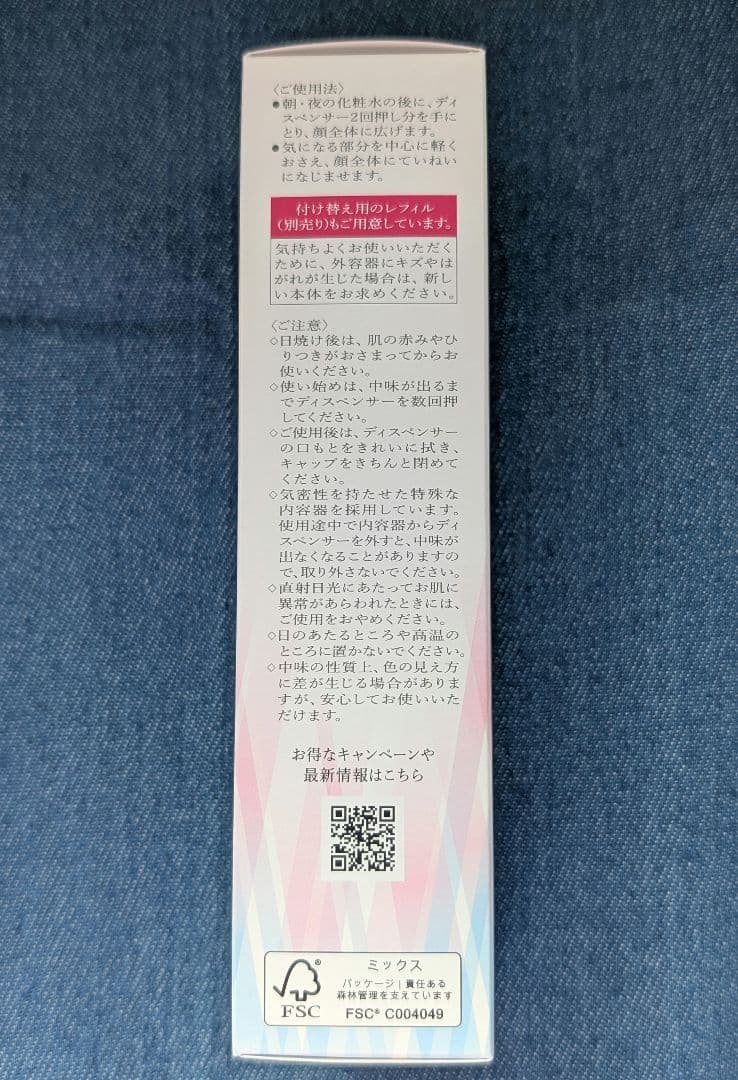 〈ご使用法〉
●朝・夜の化粧水の後に、ディ
スペンサー2回押し分を手に
とり、顔全体に広げます。
●気になる部分を中心に軽く
おさえ、顔全体にていねい
になじませます。
付け替え用のレフィル
(別売り)もご用意しています。
気持ちよくお使いいただく
ために、外容器にキズやは
がれが生じた場合は、新し
い本体をお求めください。
〈ご注意〉
◇日焼け後は、肌の赤みやひ
りつきがおさまってからお
使いください。
◇使い始めは、中味が出るま
でディスペンサーを数回押
してください。
◇ご使用後は、ディスペンサー
の口もとをきれいに拭き、
キャップをきちんと閉めて
ください。
◇気密性を持たせた特殊な
内容器を採用しています。
使用途中で内容器からディ
スペンサーを外すと、中味が
出なくなることがありますの
で、取り外さないでください。
◇直射日光にあたってお肌に
異常があらわれたときには、
ご使用をおやめください。
◇日のあたるところや高温の
ところに置かないでください。
◇中味の性質上、色の見え方
に差が生じる場合がありま
すが、安心してお使いいた
だけます。
お得なキャンペーンや
最新情報はこちら
ミックス
パッケージ|責任ある
森林管理を支えています
FSC® C004049
®
FSC